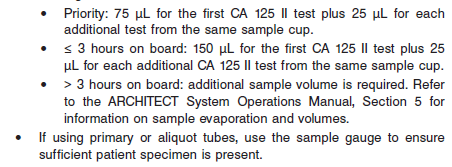 • Priority: 75 µL for the first CA 125 II test plus 25 µL for each
additional test from the same sample cup.
• ≤ 3 hours on board: 150 µL for the first CA 125 II test plus 25
µL for each additional CA 125 II test from the same sample cup.
• > 3 hours on board: additional sample volume is required. Refer
to the ARCHITECT System Operations Manual, Section 5 for
information on sample evaporation and volumes.
• If using primary or aliquot tubes, use the sample gauge to ensure
sufficient patient specimen is present.